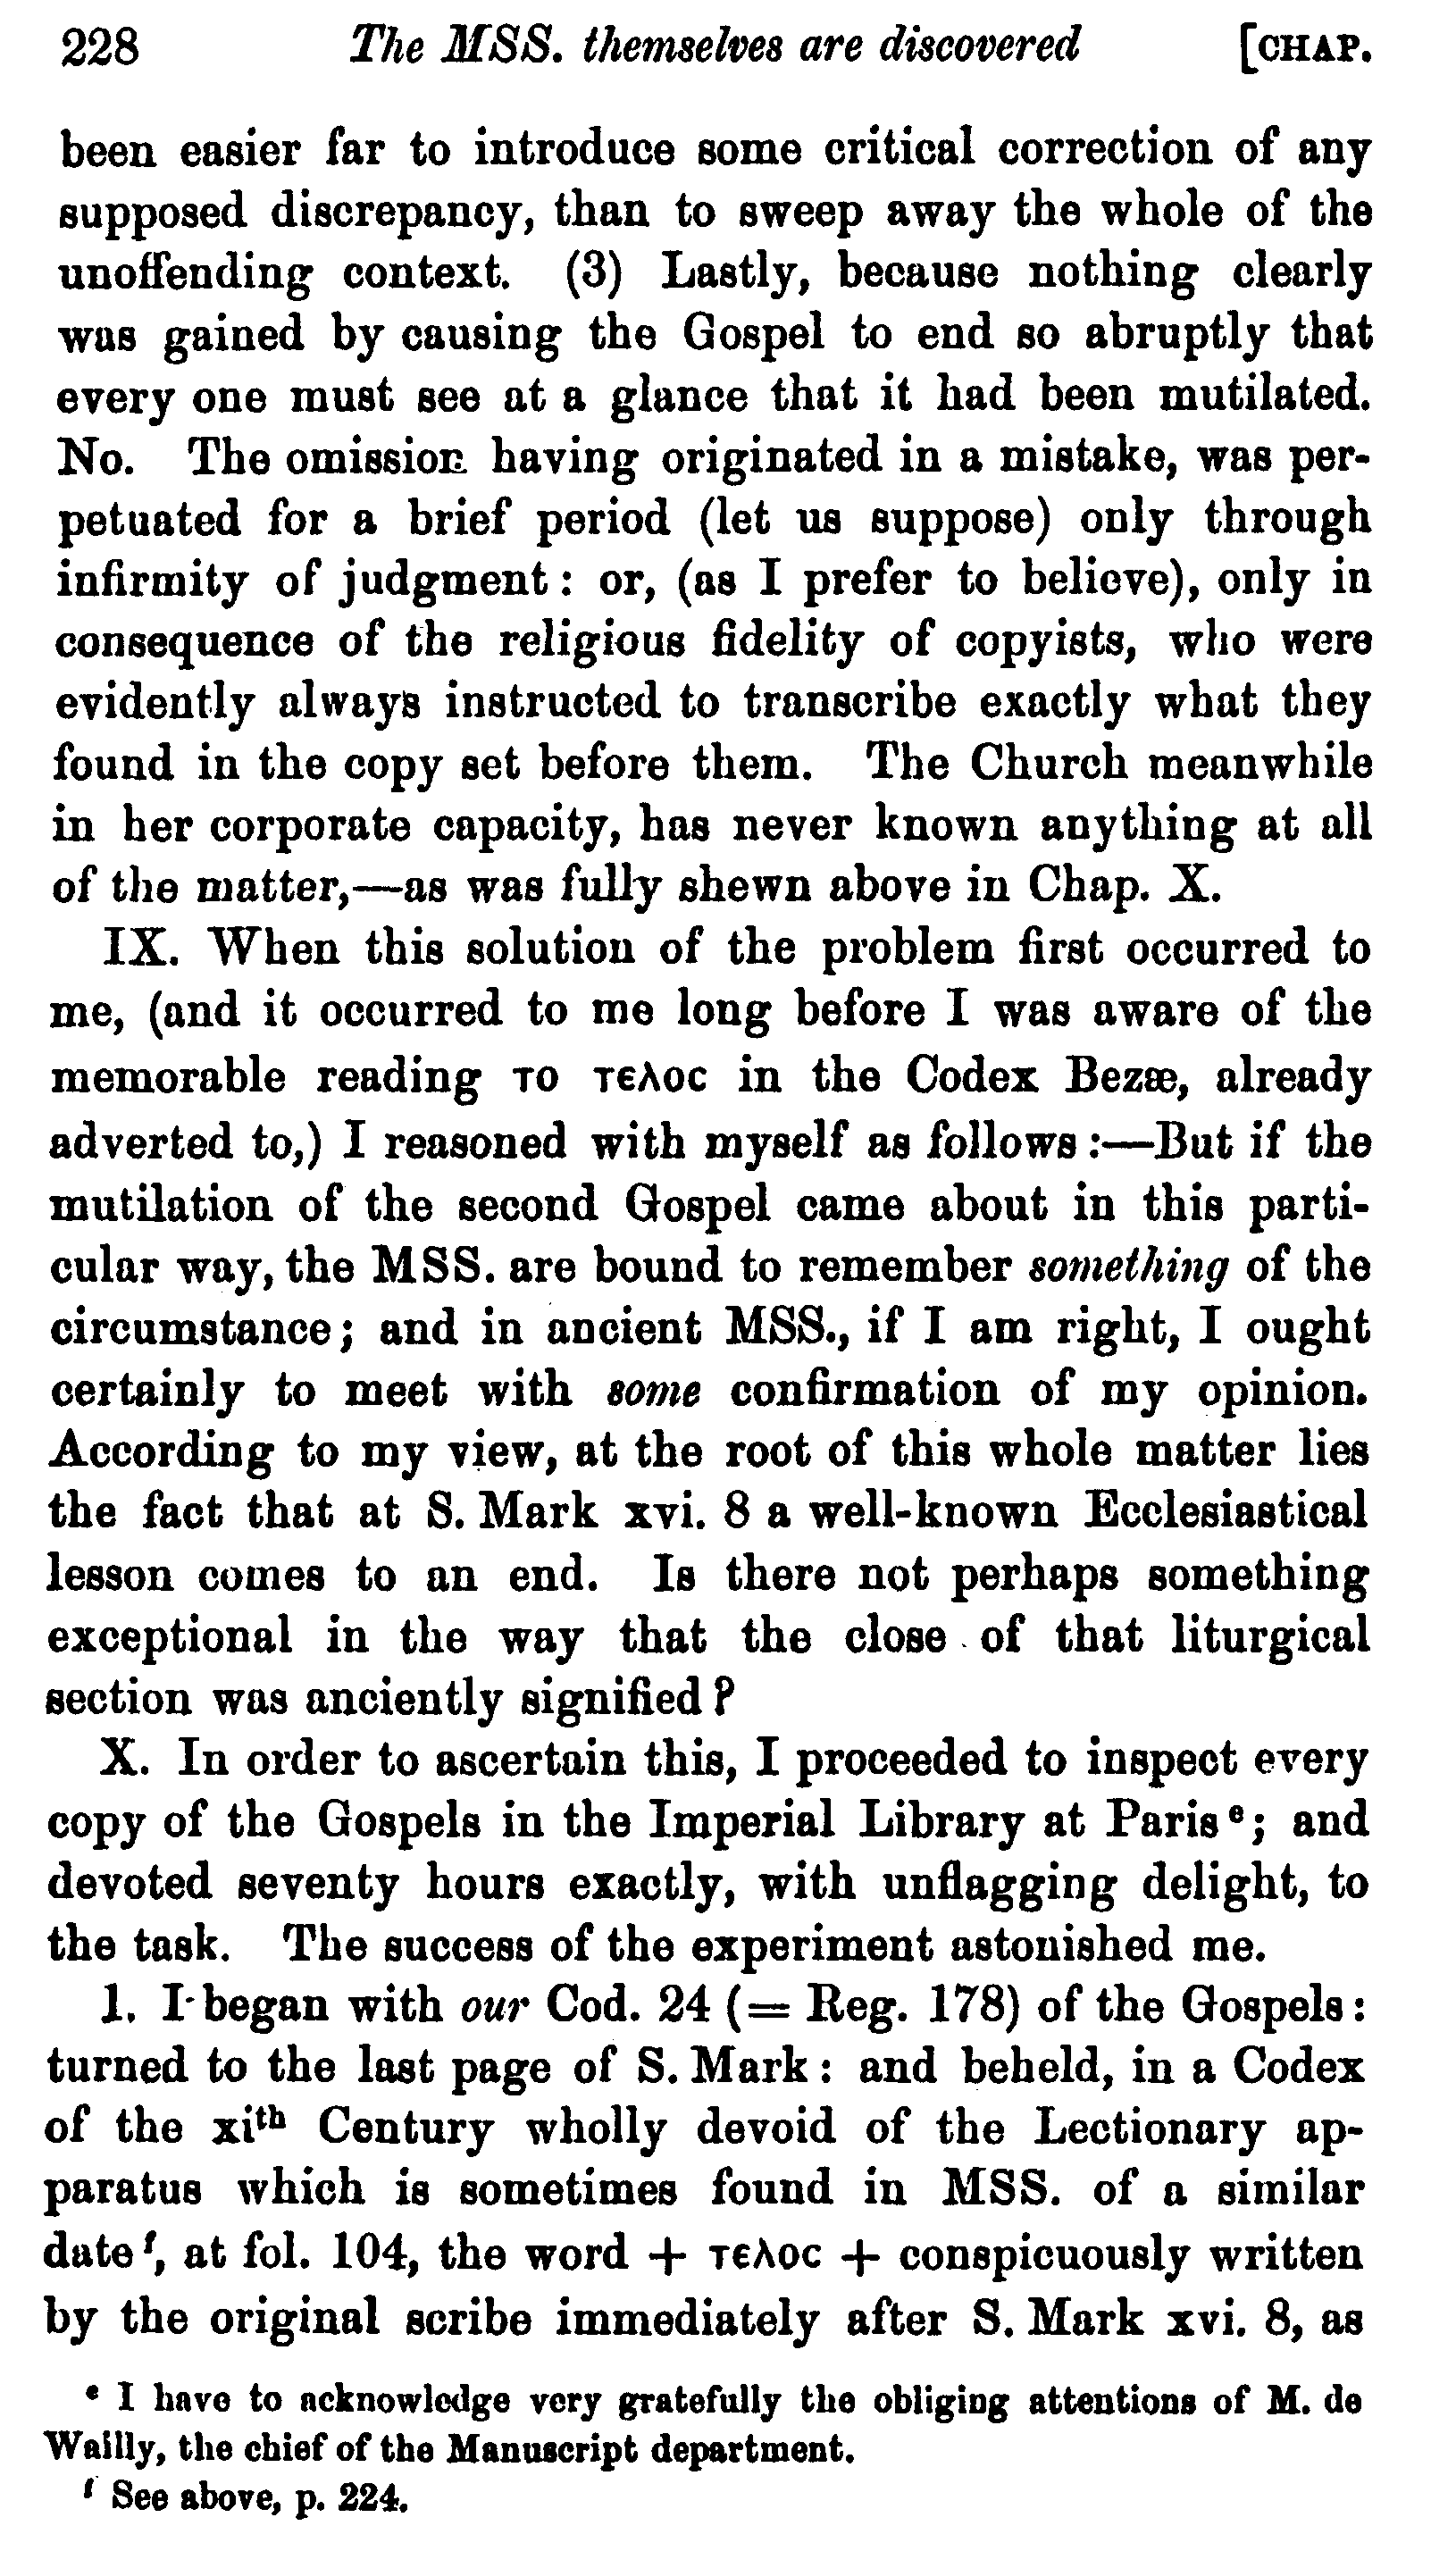 228 The MSS. themselves are discovered [CHAP.
been easier far to introduce some critical correction of any
supposed discrepancy, than to sweep away the whole of the
unoffending context. (3) Lastly, because nothing clearly
was gained by causing the Gospel to end so abruptly that
every one must see at a glance that it had been mutilated.
No. The omission having originated in a mistake, was per-
petuated for a brief period (let us suppose) only through
infirmity of judgment : or, (as I prefer to believe), only in
consequence of the religious fidelity of copyists, who were
evidently always instructed to transcribe exactly what they
found in the copy set before them. The Church meanwhile
in her corporate capacity, has never known anything at all
of the matter,—as was fully shewn above in Chap. X.
IX. When this solution of the problem first occurred to
me, (and it occurred to me long before I was aware of the
memorable reading ΤΟ ΤЄΛΟϹ in the Codex Bezæ, already
adverted to,) I reasoned with myself as follows :—But if the
mutilation of the second Gospel came about in this parti-
cular way, the MSS. are bound to remember something of the
circumstance; and in ancient MSS., if I am right, I ought
certainly to meet with some confirmation of my opinion.
According to my view, at the root of this whole matter lies
the fact that at S. Mark xvi. 8 a well-known Ecclesiastical
lesson comes to an end. Is there not perhaps something
exceptional in the way that the close of that liturgical
section was anciently signified ?
X. In order to ascertain this, I proceeded to inspect every
copy of the Gospels in the Imperial Library at Paris e; and
devoted seventy hours exactly, with unflagging delight, to
the task. The success of the experiment astonished me.
1. I began with our Cod. 24 (= Reg. 178) of the Gospels :
turned to the last page of S. Mark : and beheld, in a Codex
of the xith Century wholly devoid of the Lectionary ap-
paratus which is sometimes found in MSS. of a similar
date f, at fol. 104, the word + ΤЄΛΟϹ + conspicuously written
by the original scribe immediately after S. Mark xvi. 8, as
e I have to acknowledge very gratefully the obliging attentions of M. de
Wailly, the chief of the Manuscript department.
f See above, p. 224.